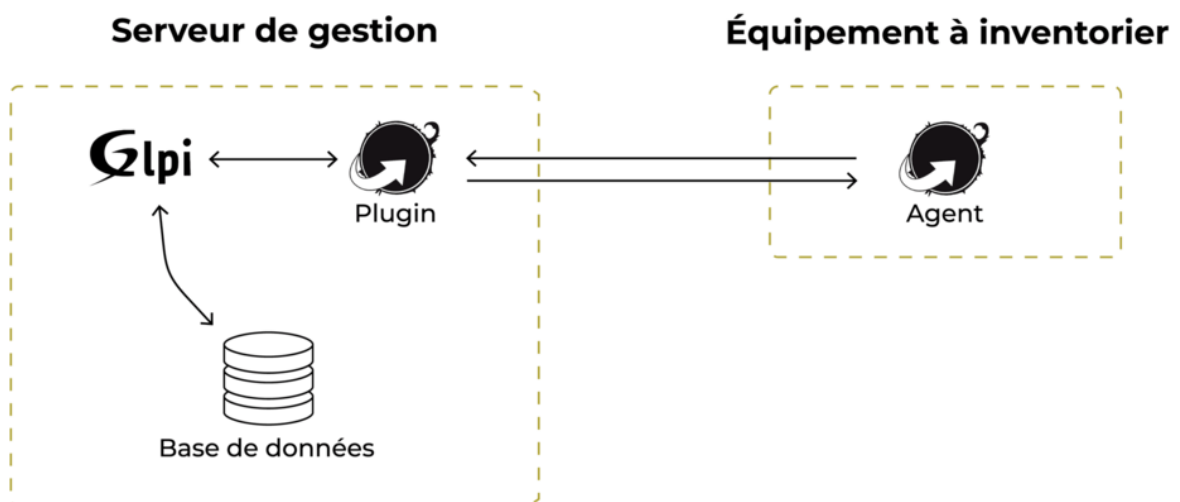 Serveur de gestion
Équipement à inventorier
Glpi
Plugin
Agent
Base de données